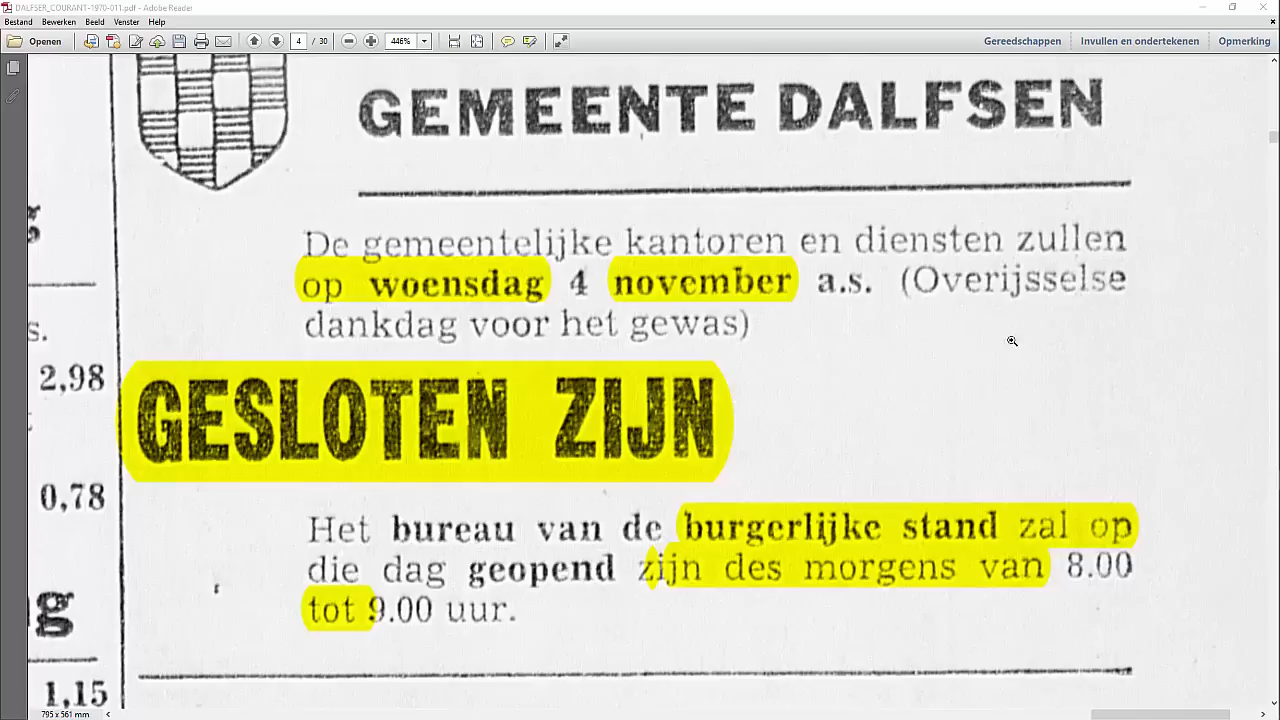 DALFSER_COURANT-1970-011.pdf - Adobe Reader
Bestand Bewerken Beeld Venster Help
Openen 4 / 30 446% Gereedschappen Invullen en ondertekenen Opmerking
GEMEENTE DALFSEN
De gemeentelijke kantoren en diensten zullen
op woensdag 4 november a.s. (Overijsselse
dankdag voor het gewas)
s.
2,98
GESLOTEN ZIJN
0,78
Het bureau van de burgerlijke stand zal op
die dag geopend zijn des morgens van 8.00
tot 9.00 uur.
g
1,15
795 x 561 mm